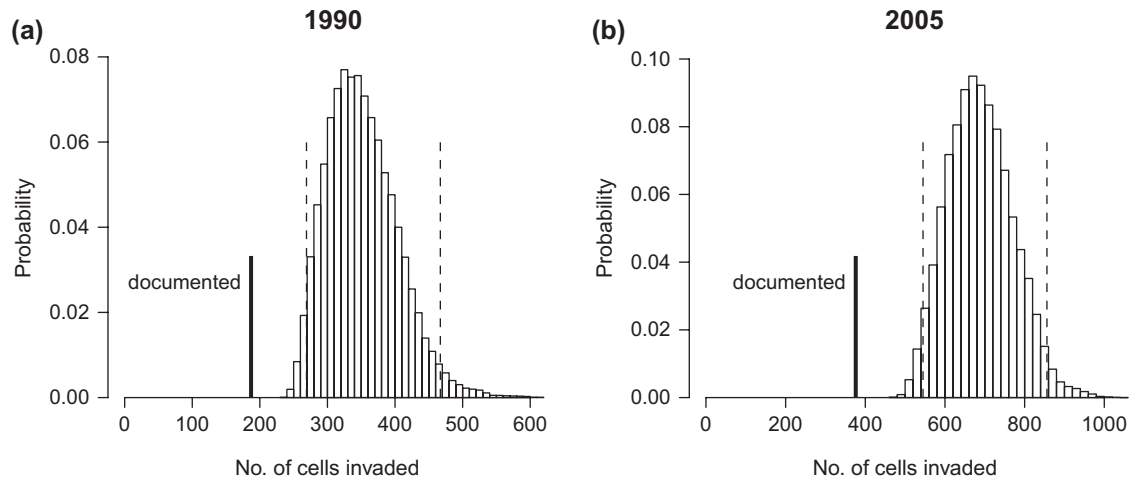 (a)
1990
0.08
0.06
0.04
0.02
0.00
Probability
documented
0 100 200 300 400 500 600
No. of cells invaded
(b)
2005
0.10
0.08
0.06
0.04
0.02
0.00
Probability
documented
0 200 400 600 800 1000
No. of cells invaded